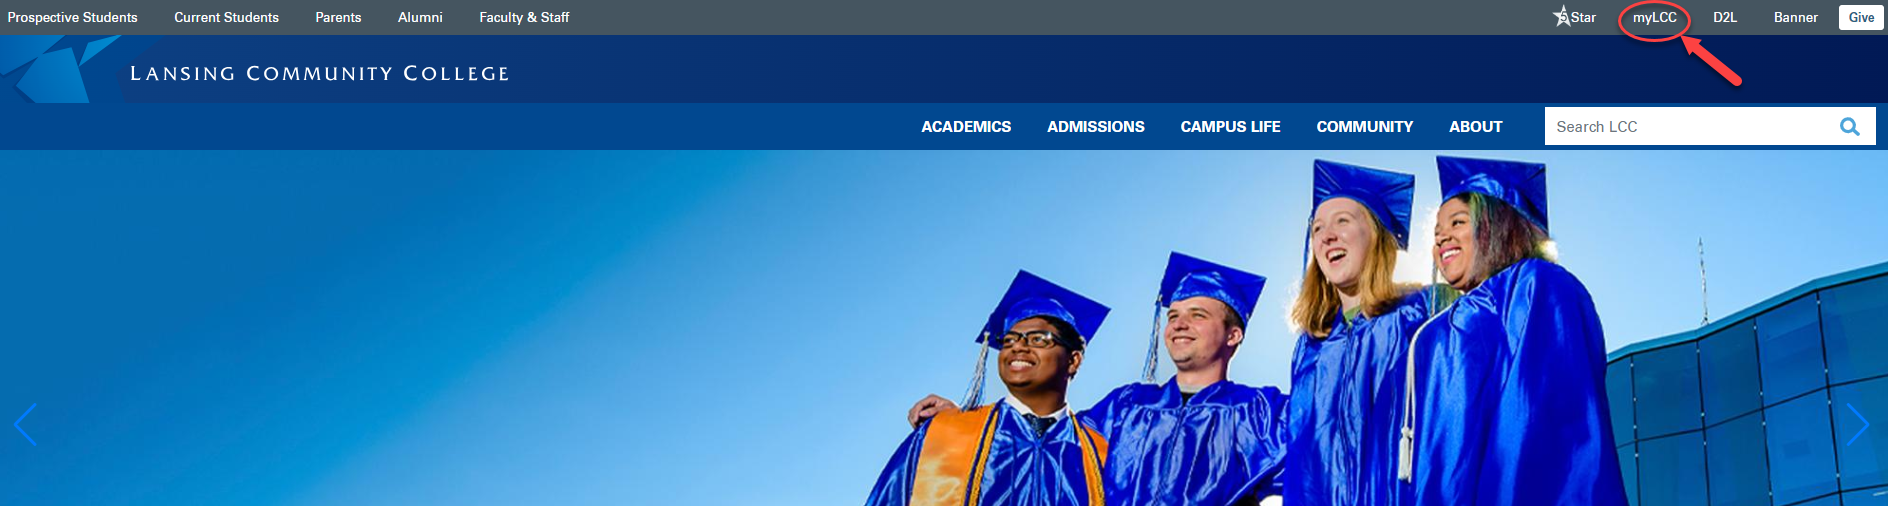 Prospective Students Current Students Parents Alumni Faculty & Staff 5Star myLCC D2L Banner Give
LANSING COMMUNITY COLLEGE
ACADEMICS ADMISSIONS CAMPUS LIFE COMMUNITY ABOUT Search LCC